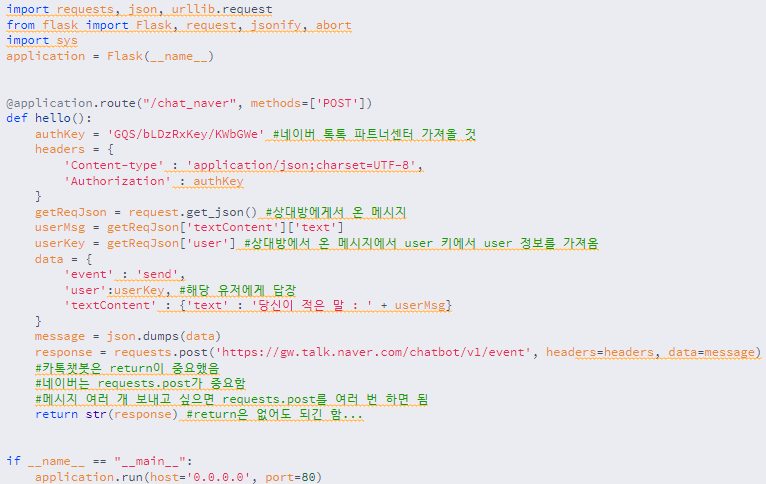 import requests, json, urllib.request
from flask import Flask, request, jsonify, abort
import sys
application = Flask(__name__)


@application.route("/chat_naver", methods=['POST'])
def hello():
    authKey = 'GQS/bLDzRxKey/KWbGWe' #네이버 톡톡 파트너센터 가져올 것
    headers = {
        'Content-type' : 'application/json;charset=UTF-8',
        'Authorization' : authKey
    }
    getReqJson = request.get_json() #상대방에게서 온 메시지
    userMsg = getReqJson['textContent']['text']
    userKey = getReqJson['user'] #상대방에서 온 메시지에서 user 키에서 user 정보를 가져옴
    data = {
        'event' : 'send',
        'user':userKey, #해당 유저에게 답장
        'textContent' : {'text' : '당신이 적은 말 : ' + userMsg}
    }
    message = json.dumps(data)
    response = requests.post('https://gw.talk.naver.com/chatbot/v1/event', headers=headers, data=message)
    #카톡챗봇은 return이 중요했음
    #네이버는 requests.post가 중요함
    #메시지 여러 개 보내고 싶으면 requests.post를 여러 번 하면 됨
    return str(response) #return은 없어도 되긴 함...


if __name__ == "__main__":
    application.run(host='0.0.0.0', port=80)